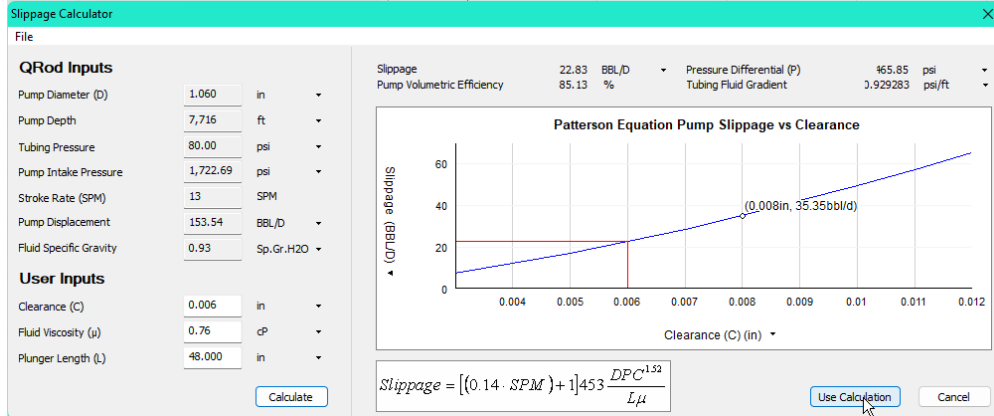 Slippage Calculator
File
QRod Inputs
Pump Diameter (D) 1.060 in
Pump Depth 7,716 ft
Tubing Pressure 80.00 psi
Pump Intake Pressure 1,722.69 psi
Stroke Rate (SPM) 13 SPM
Pump Displacement 153.54 BBL/D
Fluid Specific Gravity 0.93 Sp.Gr.H2O
User Inputs
Clearance (C) 0.006 in
Fluid Viscosity (µ) 0.76 cP
Plunger Length (L) 48.000 in
Calculate
Slippage 22.83 BBL/D Pressure Differential (P) 465.85 psi
Pump Volumetric Efficiency 85.13 % Tubing Fluid Gradient 0.929283 psi/ft
Patterson Equation Pump Slippage vs Clearance
Slippage (BBL/D)
60
40
20
0
(0.008in, 35.35bbl/d)
0.004 0.005 0.006 0.007 0.008 0.009 0.01 0.011 0.012
Clearance (C) (in)
Slippage = [(0.14 · SPM) + 1]453 DPC^1.52 / Lµ
Use Calculation Cancel